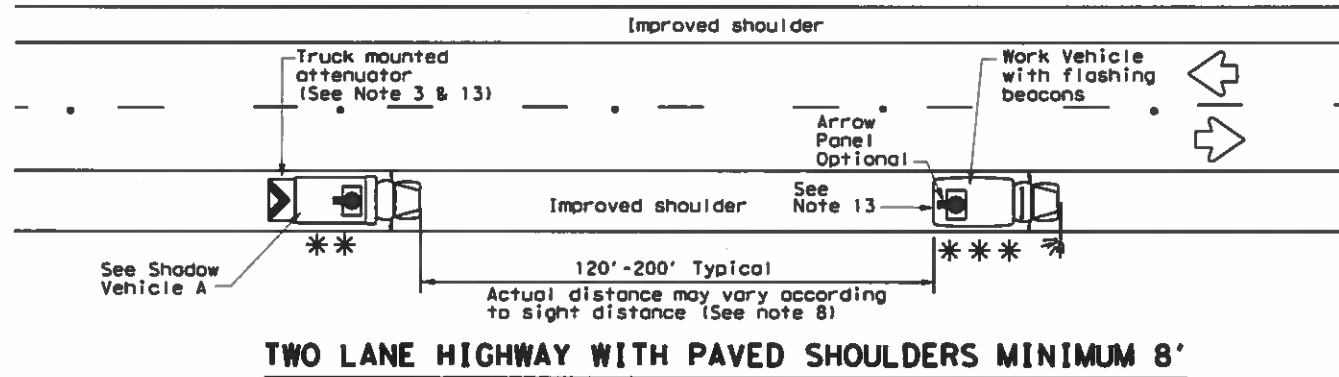 Improved shoulder
Truck mounted
attenuator
(See Note 3 & 13)
Work Vehicle
with flashing
beacons
Arrow
Panel
Optional
See
Note 13
Improved shoulder
See Shadow
Vehicle A
120'-200' Typical
Actual distance may vary according
to sight distance (See note 8)
TWO LANE HIGHWAY WITH PAVED SHOULDERS MINIMUM 8'